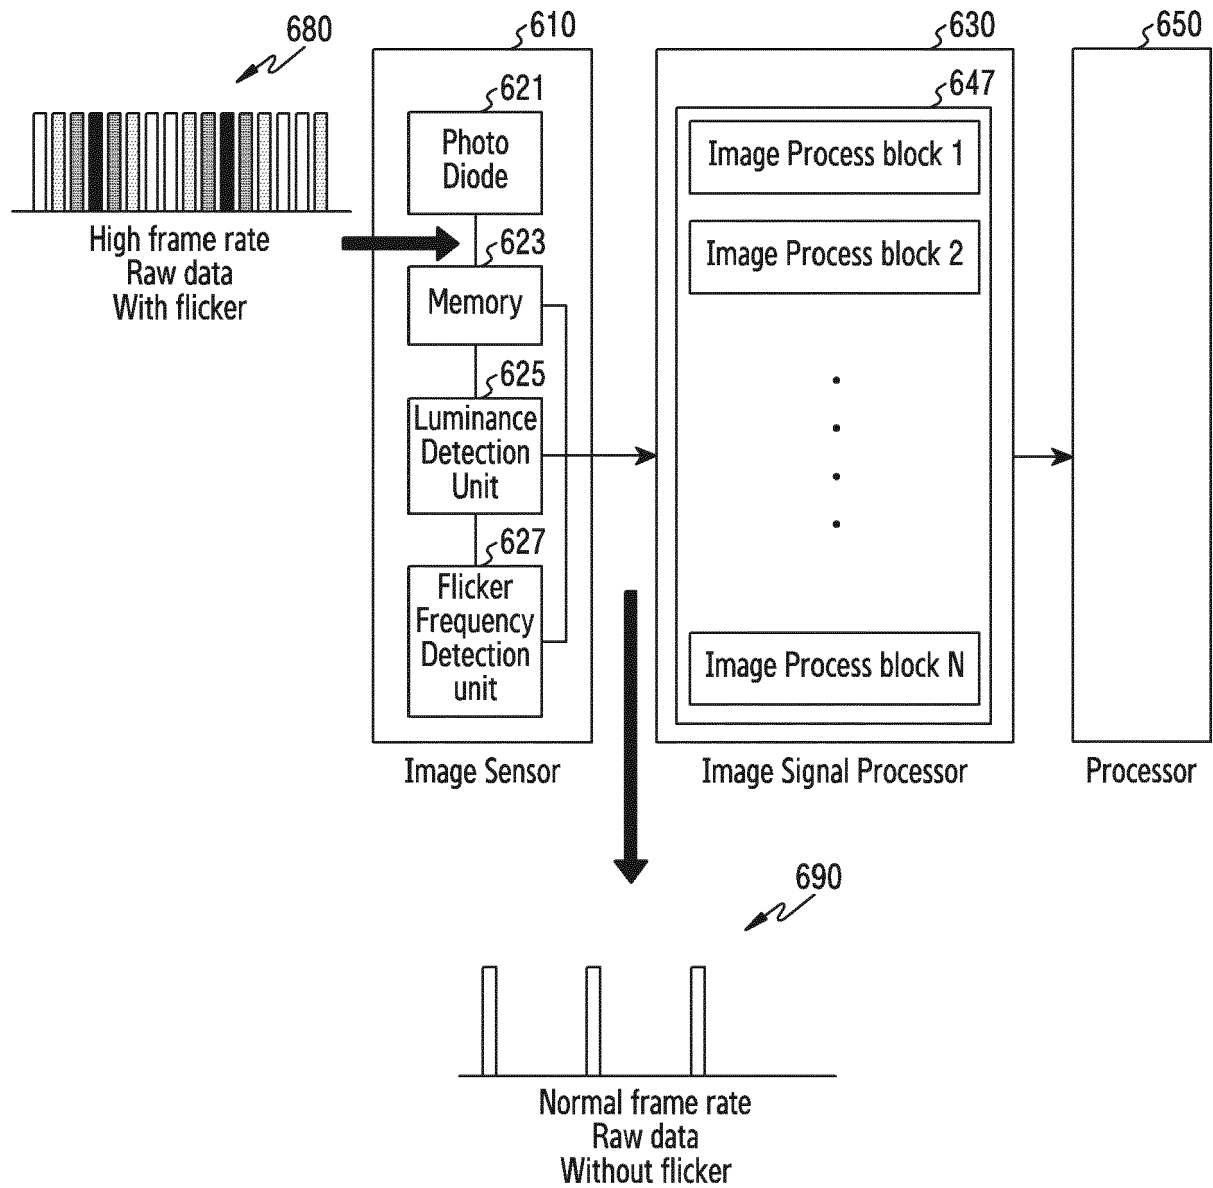 680
610
630
650
621
Photo
Diode
647
Image Process block 1
High frame rate
Raw data
With flicker
623
Memory
Image Process block 2
625
Luminance
Detection
Unit
627
Flicker
Frequency
Detection
unit
Image Process block N
Image Sensor
Image Signal Processor
Processor
690
Normal frame rate
Raw data
Without flicker